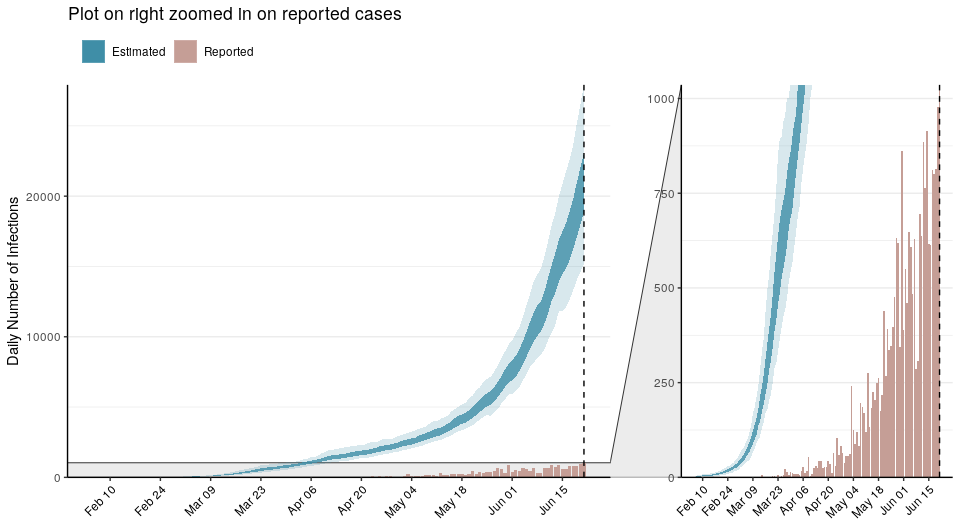 Plot on right zoomed in on reported cases
Estimated Reported
Daily Number of Infections
20000
10000
0
Feb 10 Feb 24 Mar 09 Mar 23 Apr 06 Apr 20 May 04 May 18 Jun 01 Jun 15
1000
750
500
250
0
Feb 10 Feb 24 Mar 09 Mar 23 Apr 06 Apr 20 May 04 May 18 Jun 01 Jun 15